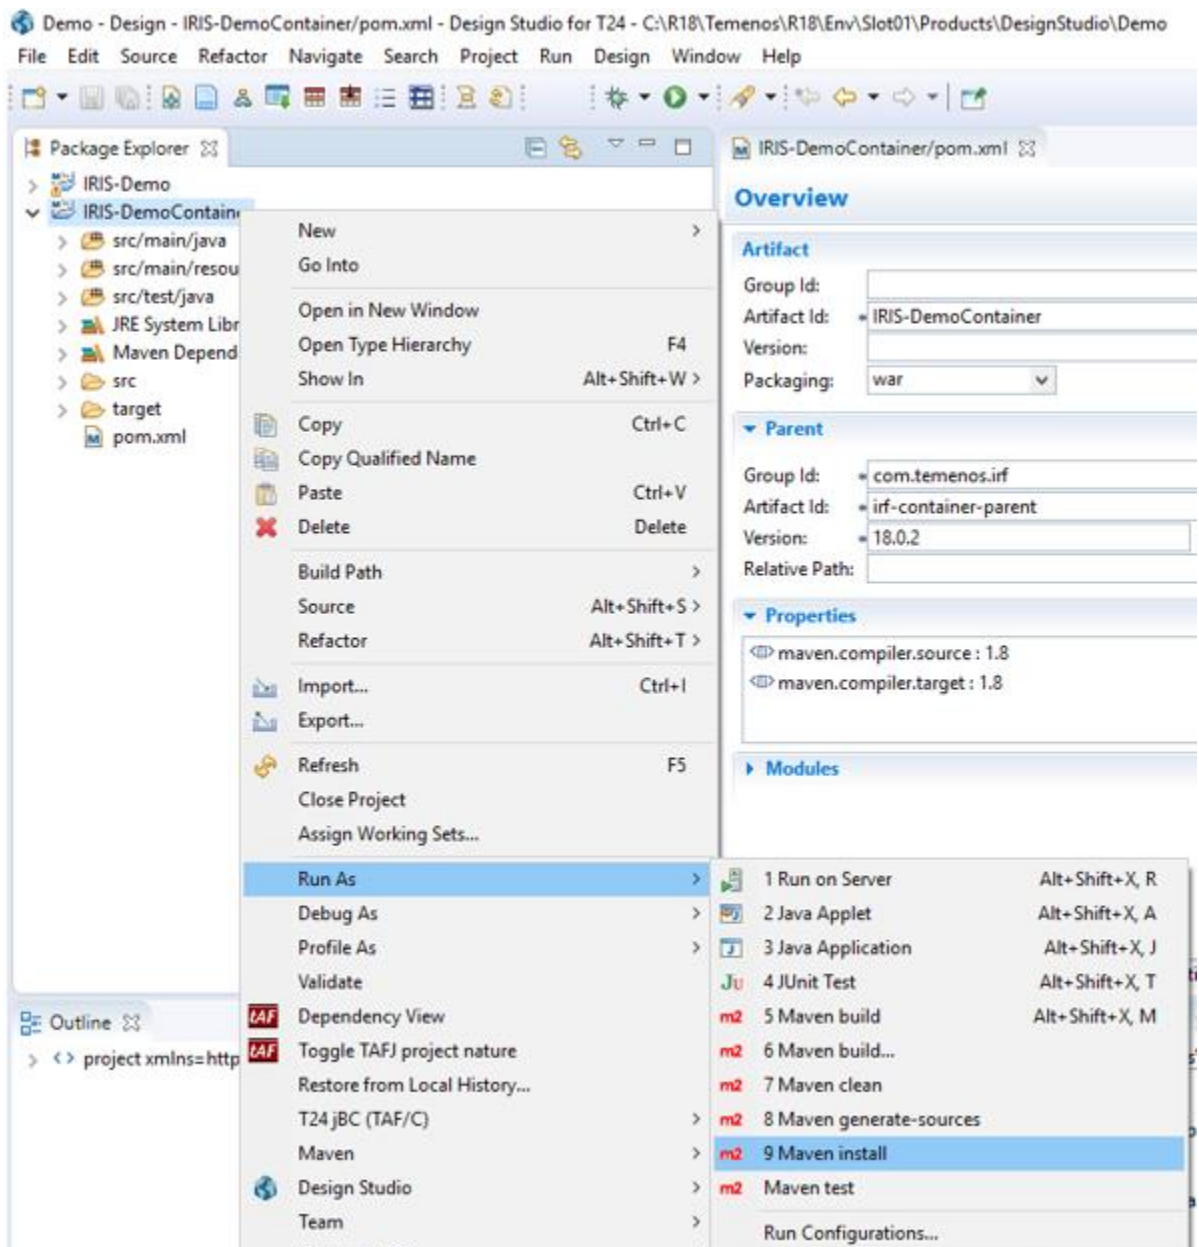 Demo - Design - IRIS-DemoContainer/pom.xml - Design Studio for T24 - C:\R18\Temenos\R18\Env\Slot01\Products\DesignStudio\Demo
File Edit Source Refactor Navigate Search Project Run Design Window Help
Package Explorer
IRIS-Demo
IRIS-DemoContain
src/main/java
src/main/resou
src/test/java
JRE System Libr
Maven Depend
src
target
pom.xml
Outline
project xmlns=http
New
Go Into
Open in New Window
Open Type Hierarchy F4
Show In Alt+Shift+W >
Copy Ctrl+C
Copy Qualified Name
Paste Ctrl+V
Delete Delete
Build Path >
Source Alt+Shift+S >
Refactor Alt+Shift+T >
Import... Ctrl+I
Export...
Refresh F5
Close Project
Assign Working Sets...
Run As >
Debug As >
Profile As >
Validate
tAF Dependency View
tAF Toggle TAFJ project nature
Restore from Local History...
T24 jBC (TAF/C) >
Maven >
Design Studio >
Team >
IRIS-DemoContainer/pom.xml
Overview
Artifact
Group Id:
Artifact Id: IRIS-DemoContainer
Version:
Packaging: war
Parent
Group Id: com.temenos.irf
Artifact Id: irf-container-parent
Version: 18.0.2
Relative Path:
Properties
maven.compiler.source : 1.8
maven.compiler.target : 1.8
Modules
1 Run on Server Alt+Shift+X, R
2 Java Applet Alt+Shift+X, A
3 Java Application Alt+Shift+X, J
Ju 4 JUnit Test Alt+Shift+X, T
m2 5 Maven build Alt+Shift+X, M
m2 6 Maven build...
m2 7 Maven clean
m2 8 Maven generate-sources
m2 9 Maven install
m2 Maven test
Run Configurations...